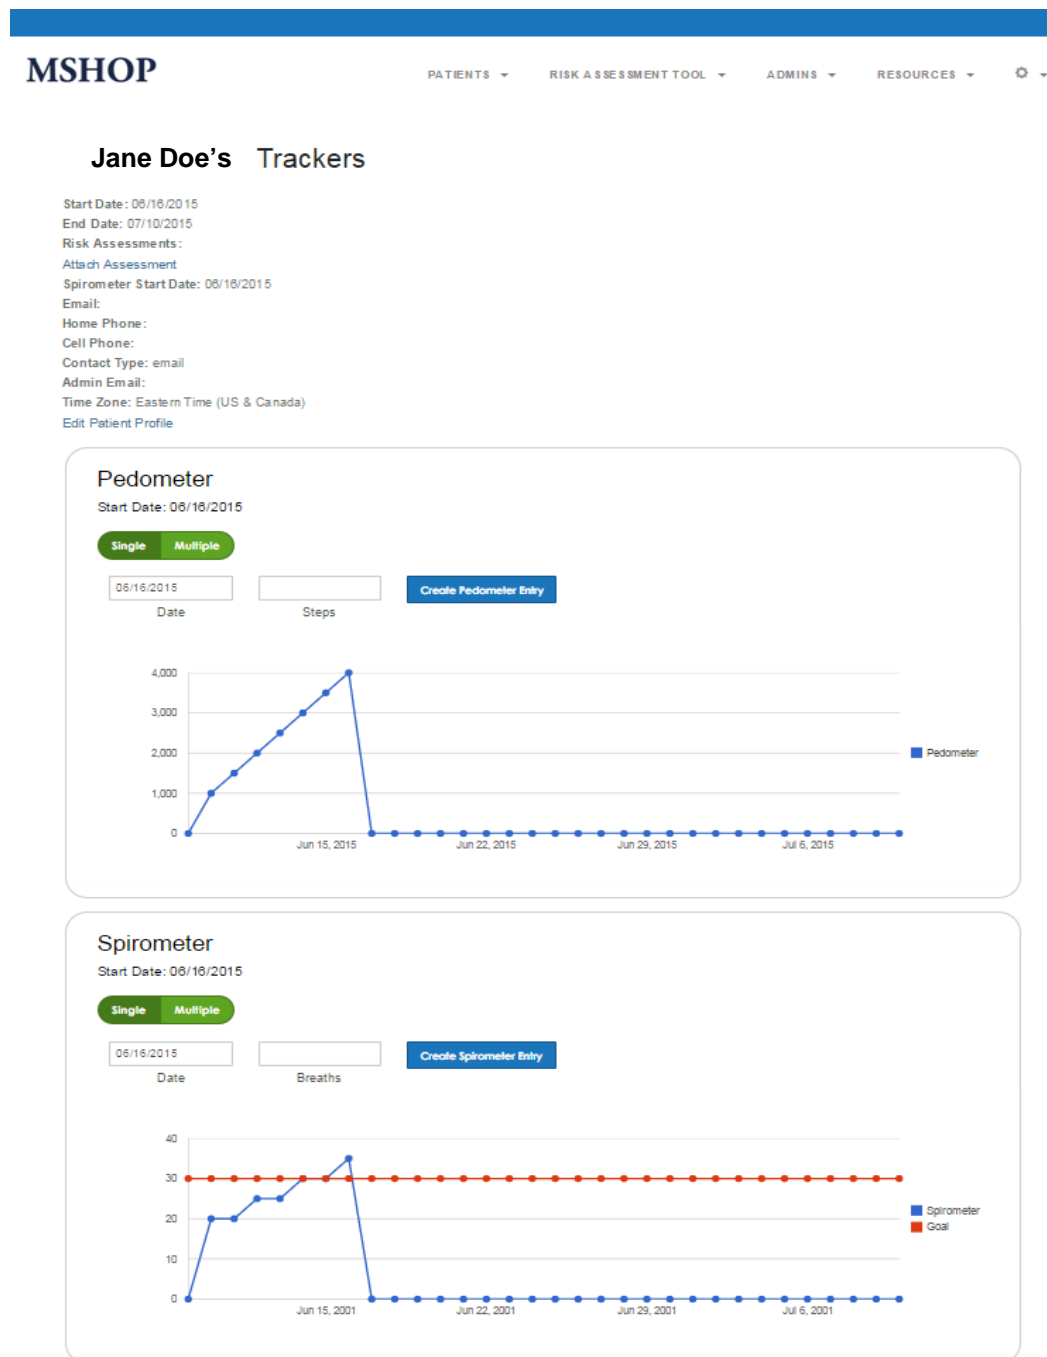 MSHOP
PATIENTS RISK ASSESSMENT TOOL ADMINS RESOURCES
Jane Doe’s Trackers
Start Date: 06/16/2015
End Date: 07/10/2015
Risk Assessments:
Attach Assessment
Spirometer Start Date: 06/16/2015
Email:
Home Phone:
Cell Phone:
Contact Type: email
Admin Email:
Time Zone: Eastern Time (US & Canada)
Edit Patient Profile
Pedometer
Start Date: 06/16/2015
Single Multiple
06/16/2015 Create Pedometer Entry
Date Steps
4,000
3,000
2,000
Pedometer
1,000
0
Jun 15, 2015 Jun 22, 2015 Jun 29, 2015 Jul 6, 2015
Spirometer
Start Date: 06/16/2015
Single Multiple
06/16/2015 Create Spirometer Entry
Date Breaths
40
30
20
Spirometer
Goal
10
0
Jun 15, 2001 Jun 22, 2001 Jun 29, 2001 Jul 6, 2001